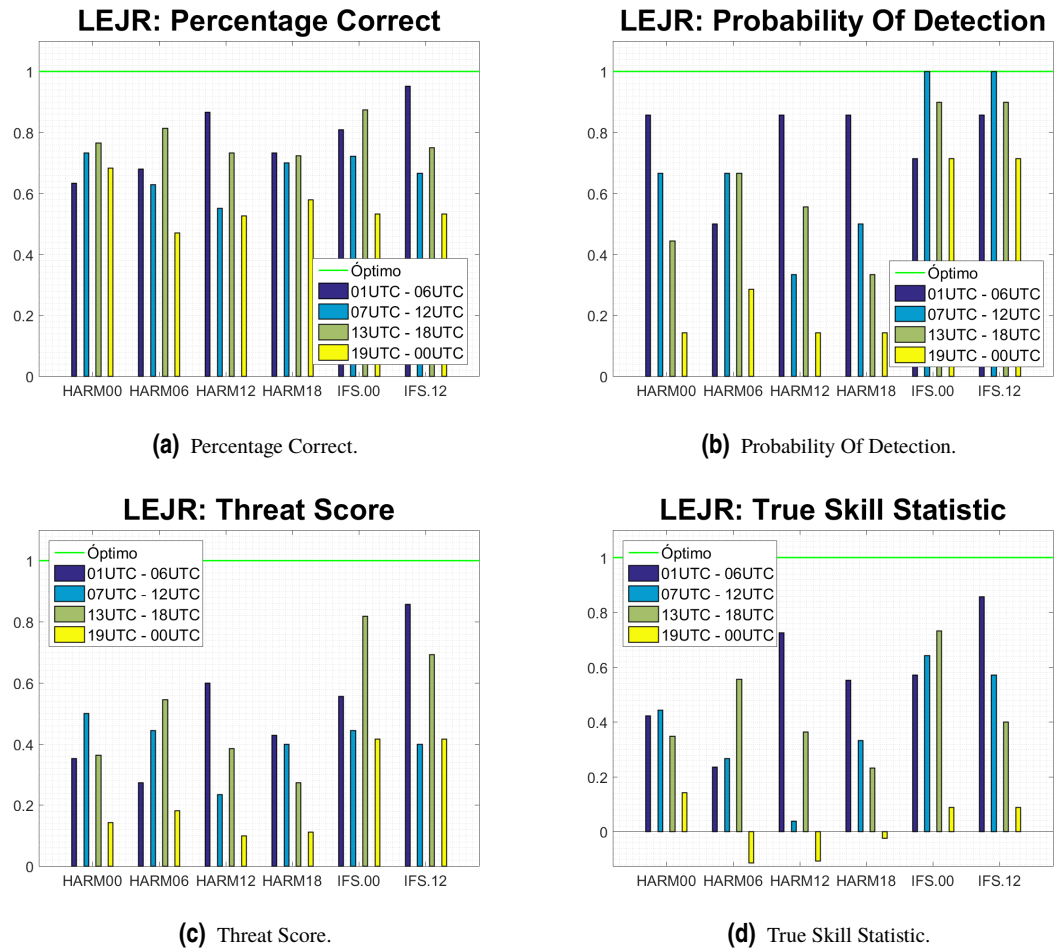 LEJR: Percentage Correct
1
0.8
0.6
0.4
0.2
0
Óptimo
01UTC - 06UTC
07UTC - 12UTC
13UTC - 18UTC
19UTC - 00UTC
HARM00 HARM06 HARM12 HARM18 IFS.00 IFS.12
(a) Percentage Correct.
LEJR: Probability Of Detection
1
0.8
0.6
0.4
0.2
0
Óptimo
01UTC - 06UTC
07UTC - 12UTC
13UTC - 18UTC
19UTC - 00UTC
HARM00 HARM06 HARM12 HARM18 IFS.00 IFS.12
(b) Probability Of Detection.
LEJR: Threat Score
1
0.8
0.6
0.4
0.2
0
Óptimo
01UTC - 06UTC
07UTC - 12UTC
13UTC - 18UTC
19UTC - 00UTC
HARM00 HARM06 HARM12 HARM18 IFS.00 IFS.12
(c) Threat Score.
LEJR: True Skill Statistic
1
0.8
0.6
0.4
0.2
0
Óptimo
01UTC - 06UTC
07UTC - 12UTC
13UTC - 18UTC
19UTC - 00UTC
HARM00 HARM06 HARM12 HARM18 IFS.00 IFS.12
(d) True Skill Statistic.